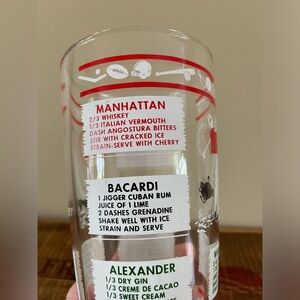 MANHATTAN
2/3 WHISKEY
1/3 ITALIAN VERMOUTH
DASH ANGOSTURA BITTERS
STIR WITH CRACKED ICE
STRAIN-SERVE WITH CHERRY
BACARDI
1 JIGGER CUBAN RUM
JUICE OF 1 LIME
2 DASHES GRENADINE
SHAKE WELL WITH ICE
STRAIN AND SERVE
ALEXANDER
1/3 DRY GIN
1/3 CREME DE CACAO
1/3 SWEET CREAM